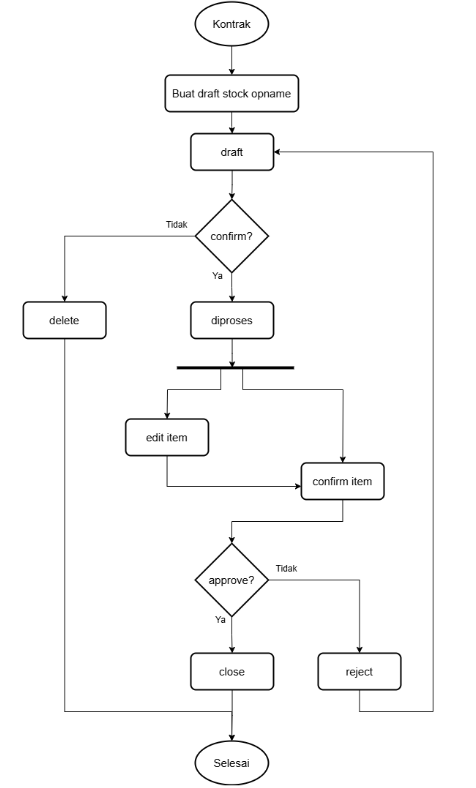 Kontrak
Buat draft stock opname
draft
Tidak
confirm?
Ya
delete
diproses
edit item
confirm item
approve?
Tidak
Ya
close
reject
Selesai